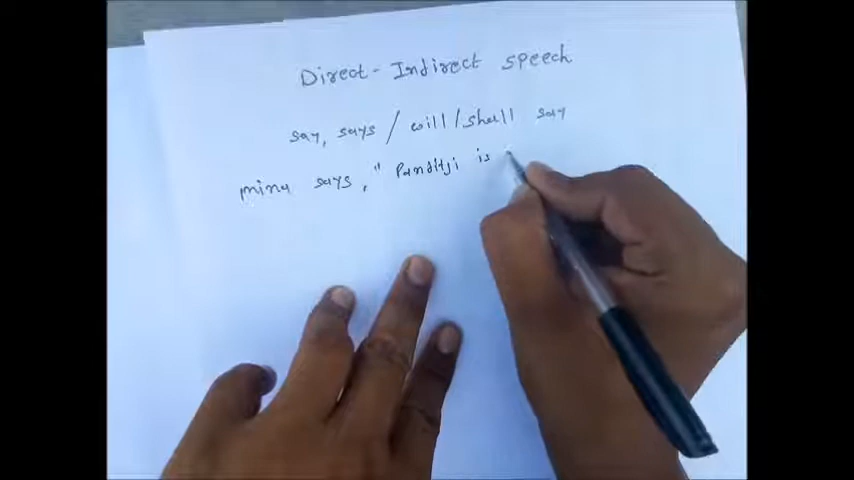 Direct - Indirect Speech
say, says / will/shall say
mina says, " Panditji is